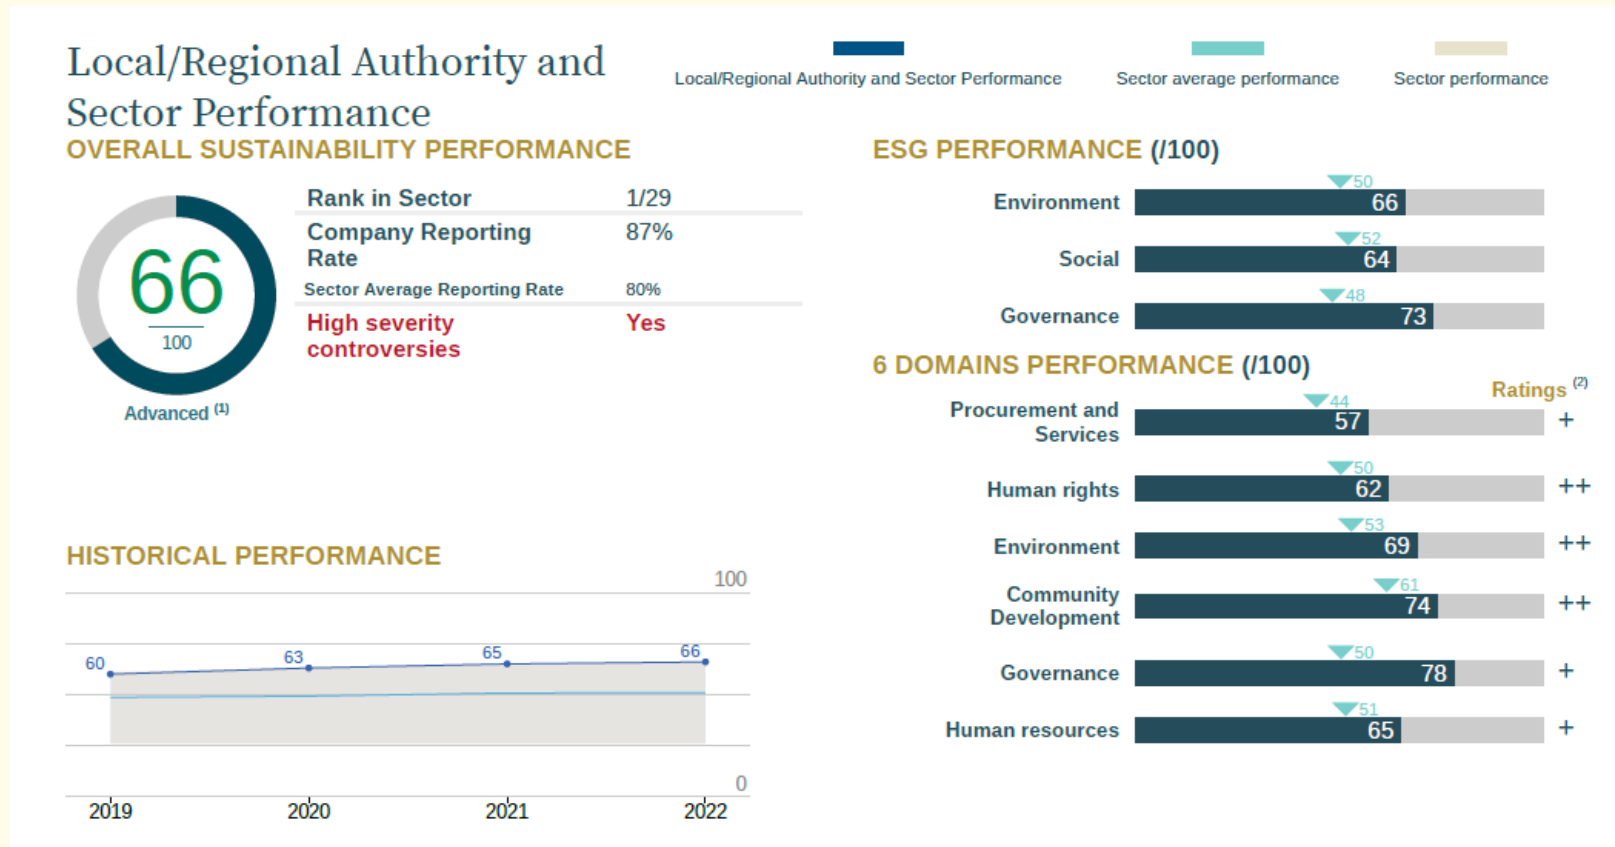 Local/Regional Authority and
Sector Performance
Local/Regional Authority and Sector Performance
Sector average performance
Sector performance
OVERALL SUSTAINABILITY PERFORMANCE
66
100
Advanced (1)
Rank in Sector 1/29
Company Reporting 87%
Rate
Sector Average Reporting Rate 80%
High severity Yes
controversies
HISTORICAL PERFORMANCE
100
60 63 65 66
0
2019 2020 2021 2022
ESG PERFORMANCE (/100)
50
Environment 66
52
Social 64
48
Governance 73
6 DOMAINS PERFORMANCE (/100)
Ratings (2)
44
Procurement and
Services 57 +
50
Human rights 62 ++
53
Environment 69 ++
61
Community
Development 74 ++
50
Governance 78 +
51
Human resources 65 +